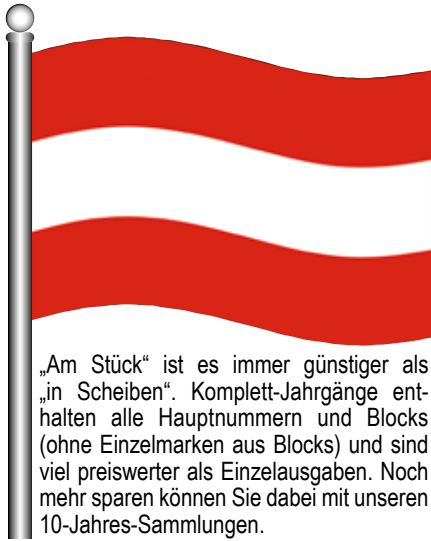 „Am Stück“ ist es immer günstiger als
„in Scheiben“. Komplett-Jahrgänge ent-
halten alle Hauptnummern und Blocks
(ohne Einzelmarken aus Blocks) und sind
viel preiswerter als Einzelausgaben. Noch
mehr sparen können Sie dabei mit unseren
10-Jahres-Sammlungen.